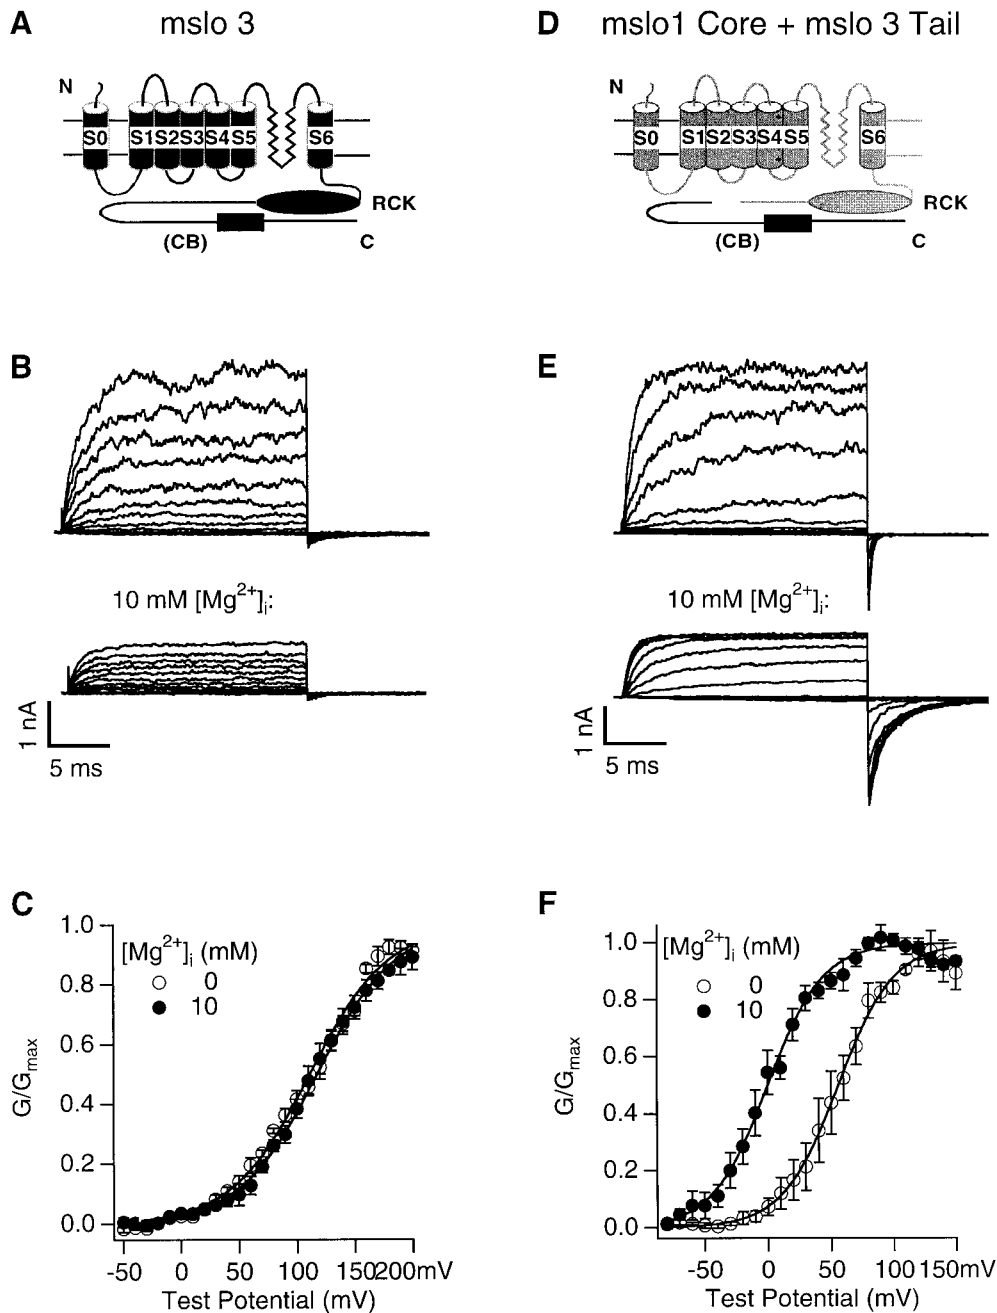 A mslo 3
N
S0 S1 S2 S3 S4 S5 S6
RCK
(CB) C
B
10 mM [Mg2+]i:
1 nA
5 ms
C
1.0
[Mg2+]i (mM)
0
10
0.8
0.6
0.4
0.2
0.0
G/Gmax
-50 0 50 100 150 200mV
Test Potential (mV)
D mslo1 Core + mslo 3 Tail
N
S0 S1 S2 S3 S4 S5 S6
RCK
(CB) C
E
10 mM [Mg2+]i:
1 nA
5 ms
F
1.0
[Mg2+]i (mM)
0
10
0.8
0.6
0.4
0.2
0.0
G/Gmax
-50 0 50 100 150mV
Test Potential (mV)